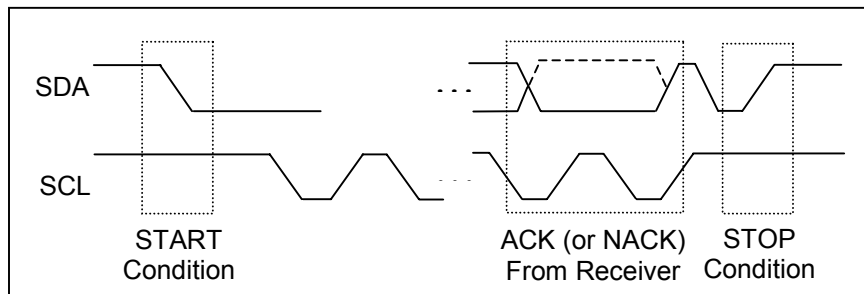 SDA
. . .
SCL
. . .
START
Condition
ACK (or NACK)
From Receiver
STOP
Condition